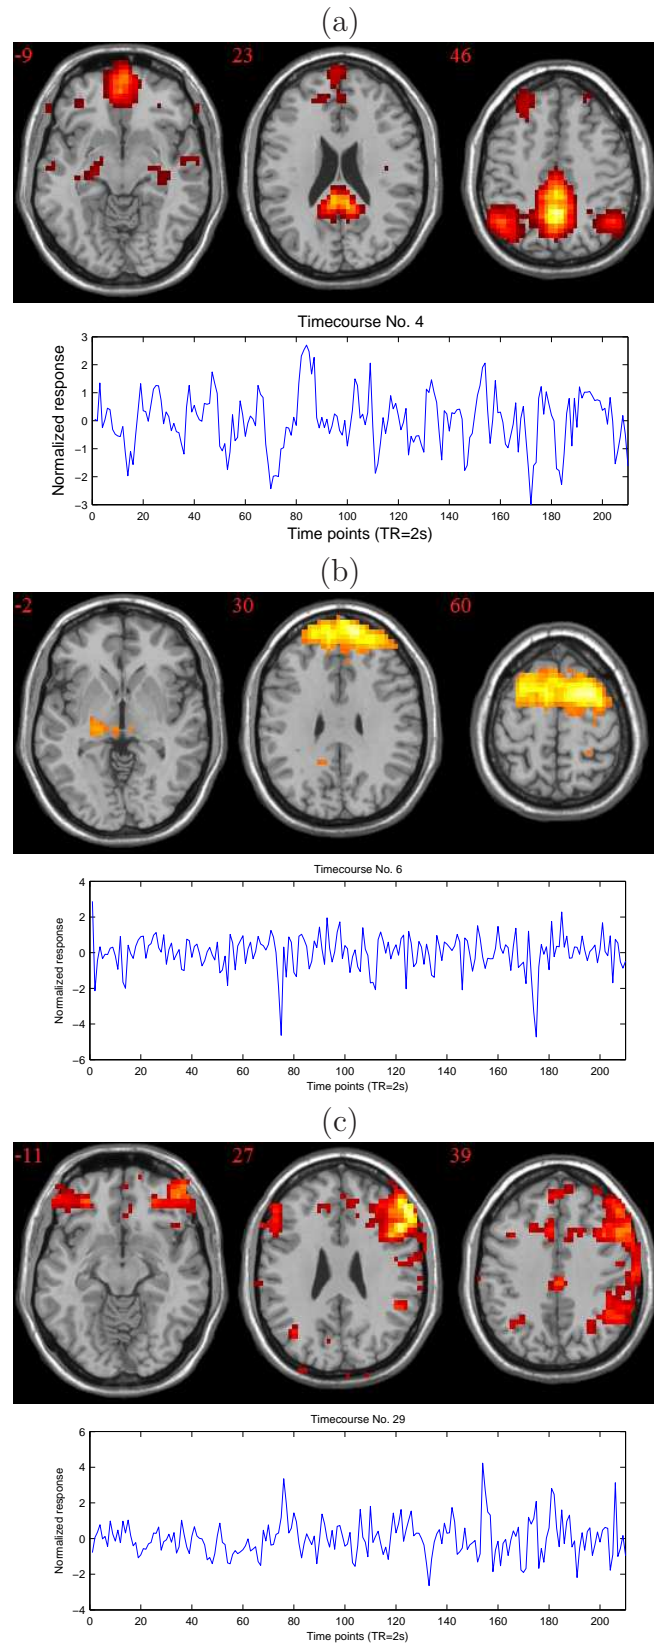 (a)
-9 23 46
Timecourse No. 4
Normalized response
3
2
1
0
−1
−2
−3
0 20 40 60 80 100 120 140 160 180 200
Time points (TR=2s)
(b)
-2 30 60
Timecourse No. 6
Normalized response
4
2
0
−2
−4
−6
0 20 40 60 80 100 120 140 160 180 200
Time points (TR=2s)
(c)
-11 27 39
Timecourse No. 29
Normalized response
6
4
2
0
−2
−4
0 20 40 60 80 100 120 140 160 180 200
Time points (TR=2s)